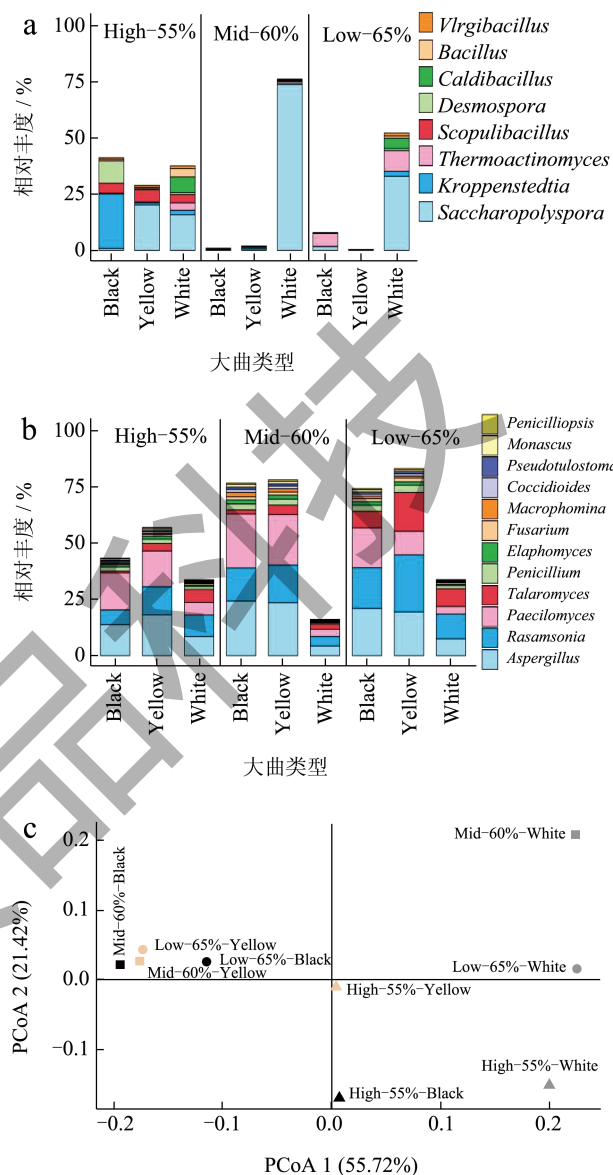 a
High-55%
Mid-60%
Low-65%
100
75
50
25
0
相对丰度 / %
Black
Yellow
White
Black
Yellow
White
Black
Yellow
White
大曲类型
Vlrgibacillus
Bacillus
Caldibacillus
Desmospora
Scopulibacillus
Thermoactinomyces
Kroppenstedtia
Saccharopolyspora
b
High-55%
Mid-60%
Low-65%
100
75
50
25
0
相对丰度 / %
Black
Yellow
White
Black
Yellow
White
Black
Yellow
White
大曲类型
Penicilliopsis
Monascus
Pseudotulostoma
Coccidioides
Macrophomina
Fusarium
Elaphomyces
Penicillium
Talaromyces
Paecilomyces
Rasamsonia
Aspergillus
c
0.2
0.1
0.0
−0.1
PCoA 2 (21.42%)
Mid-60%-Black
Low-65%-Yellow
Mid-60%-Yellow
Low-65%-Black
Mid-60%-White
Low-65%-White
High-55%-Yellow
High-55%-White
High-55%-Black
−0.2
−0.1
0.0
0.1
0.2
PCoA 1 (55.72%)
品科技